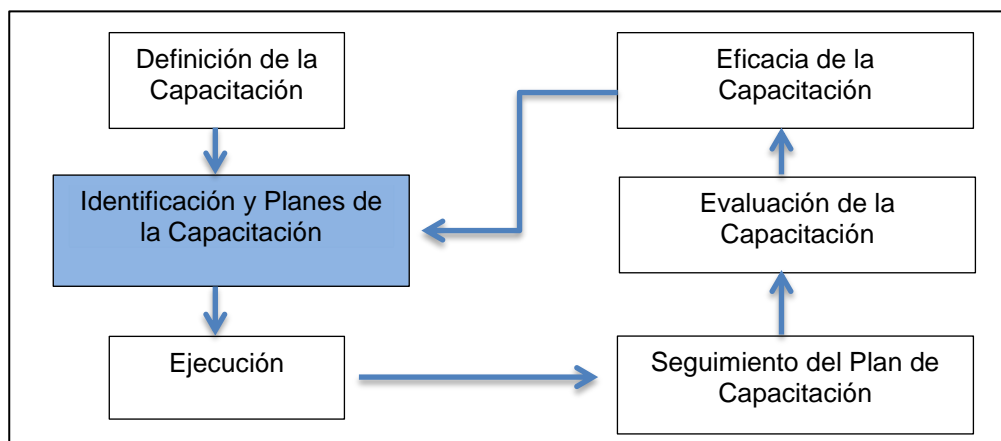 Definición de la
Capacitación
Identificación y Planes de
la Capacitación
Ejecución
Seguimiento del Plan de
Capacitación
Evaluación de la
Capacitación
Eficacia de la
Capacitación